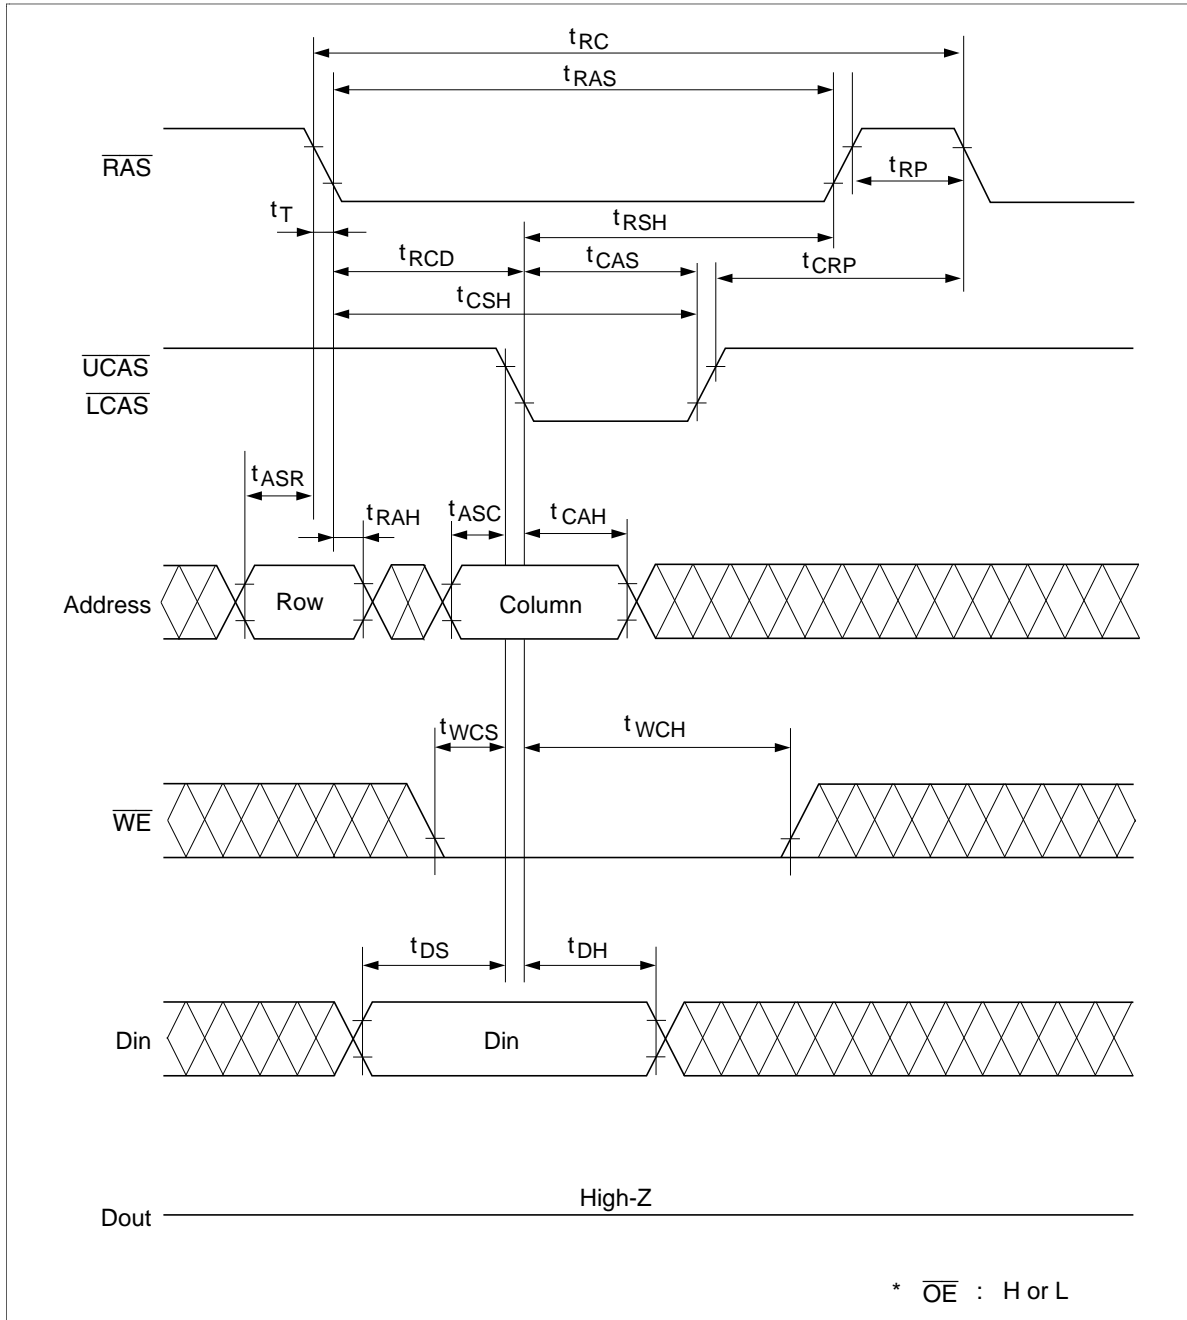 tRC
tRAS
RAS
tRP
tT
tRSH
tRCD
tCAS
tCRP
tCSH
UCAS
LCAS
tASR
tRAH
tASC
tCAH
Address
Row
Column
tWCS
tWCH
WE
tDS
tDH
Din
Din
High-Z
Dout
* OE : H or L